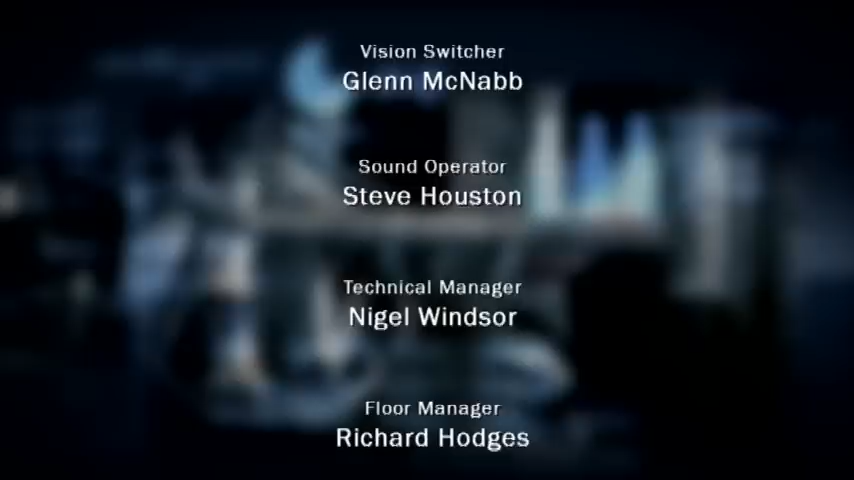 Vision Switcher
Glenn McNabb
Sound Operator
Steve Houston
Technical Manager
Nigel Windsor
Floor Manager
Richard Hodges